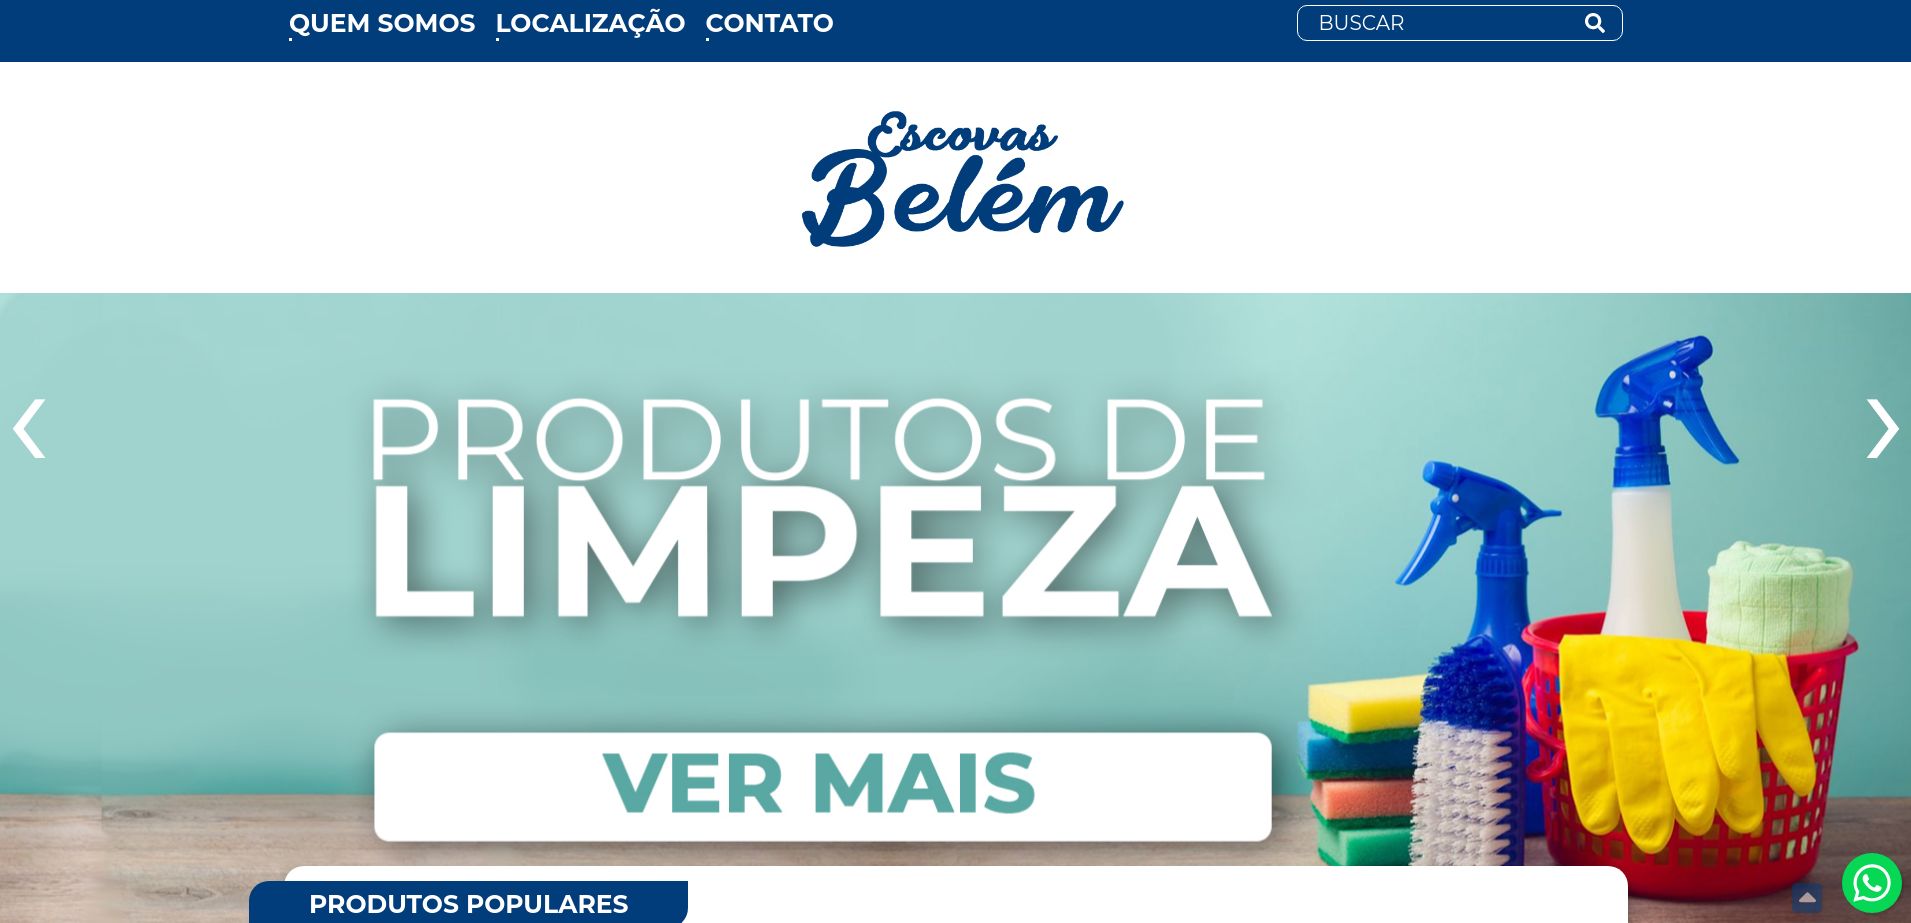 QUEM SOMOS LOCALIZAÇÃO CONTATO BUSCAR
Escovas
Belém
PRODUTOS DE
LIMPEZA
VER MAIS
PRODUTOS POPULARES